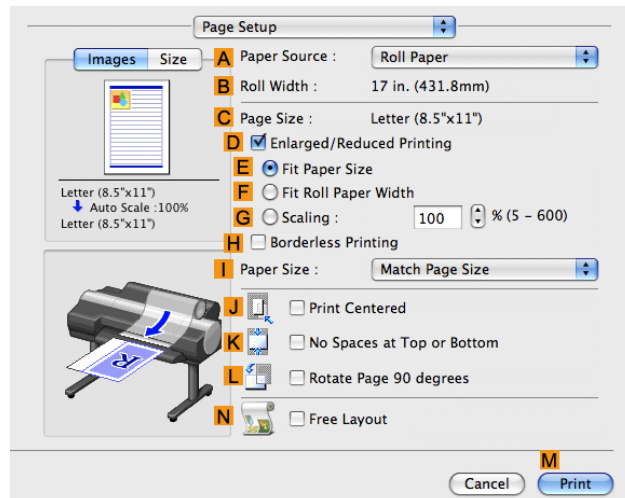 Page Setup
Images Size
A Paper Source : Roll Paper
B Roll Width : 17 in. (431.8mm)
C Page Size : Letter (8.5"x11")
D Enlarged/Reduced Printing
E Fit Paper Size
F Fit Roll Paper Width
G Scaling : 100 % (5 - 600)
H Borderless Printing
Letter (8.5"x11")
Auto Scale :100%
Letter (8.5"x11")
I Paper Size : Match Page Size
J Print Centered
K No Spaces at Top or Bottom
L Rotate Page 90 degrees
N Free Layout
R
M
Cancel Print